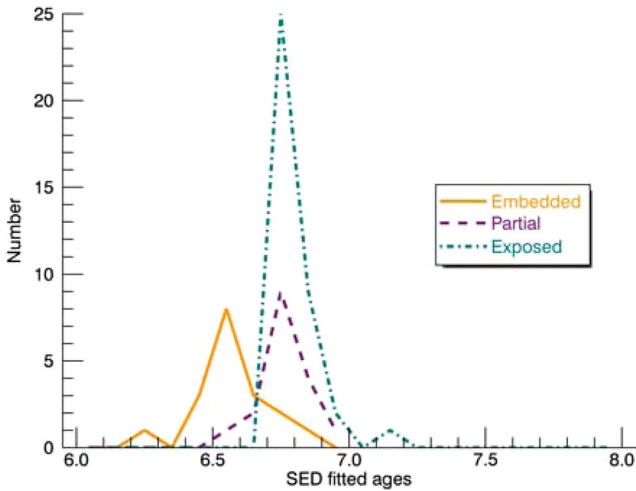 25
20
15
10
5
0
Number
Embedded
Partial
Exposed
6.0 6.5 7.0 7.5 8.0
SED fitted ages